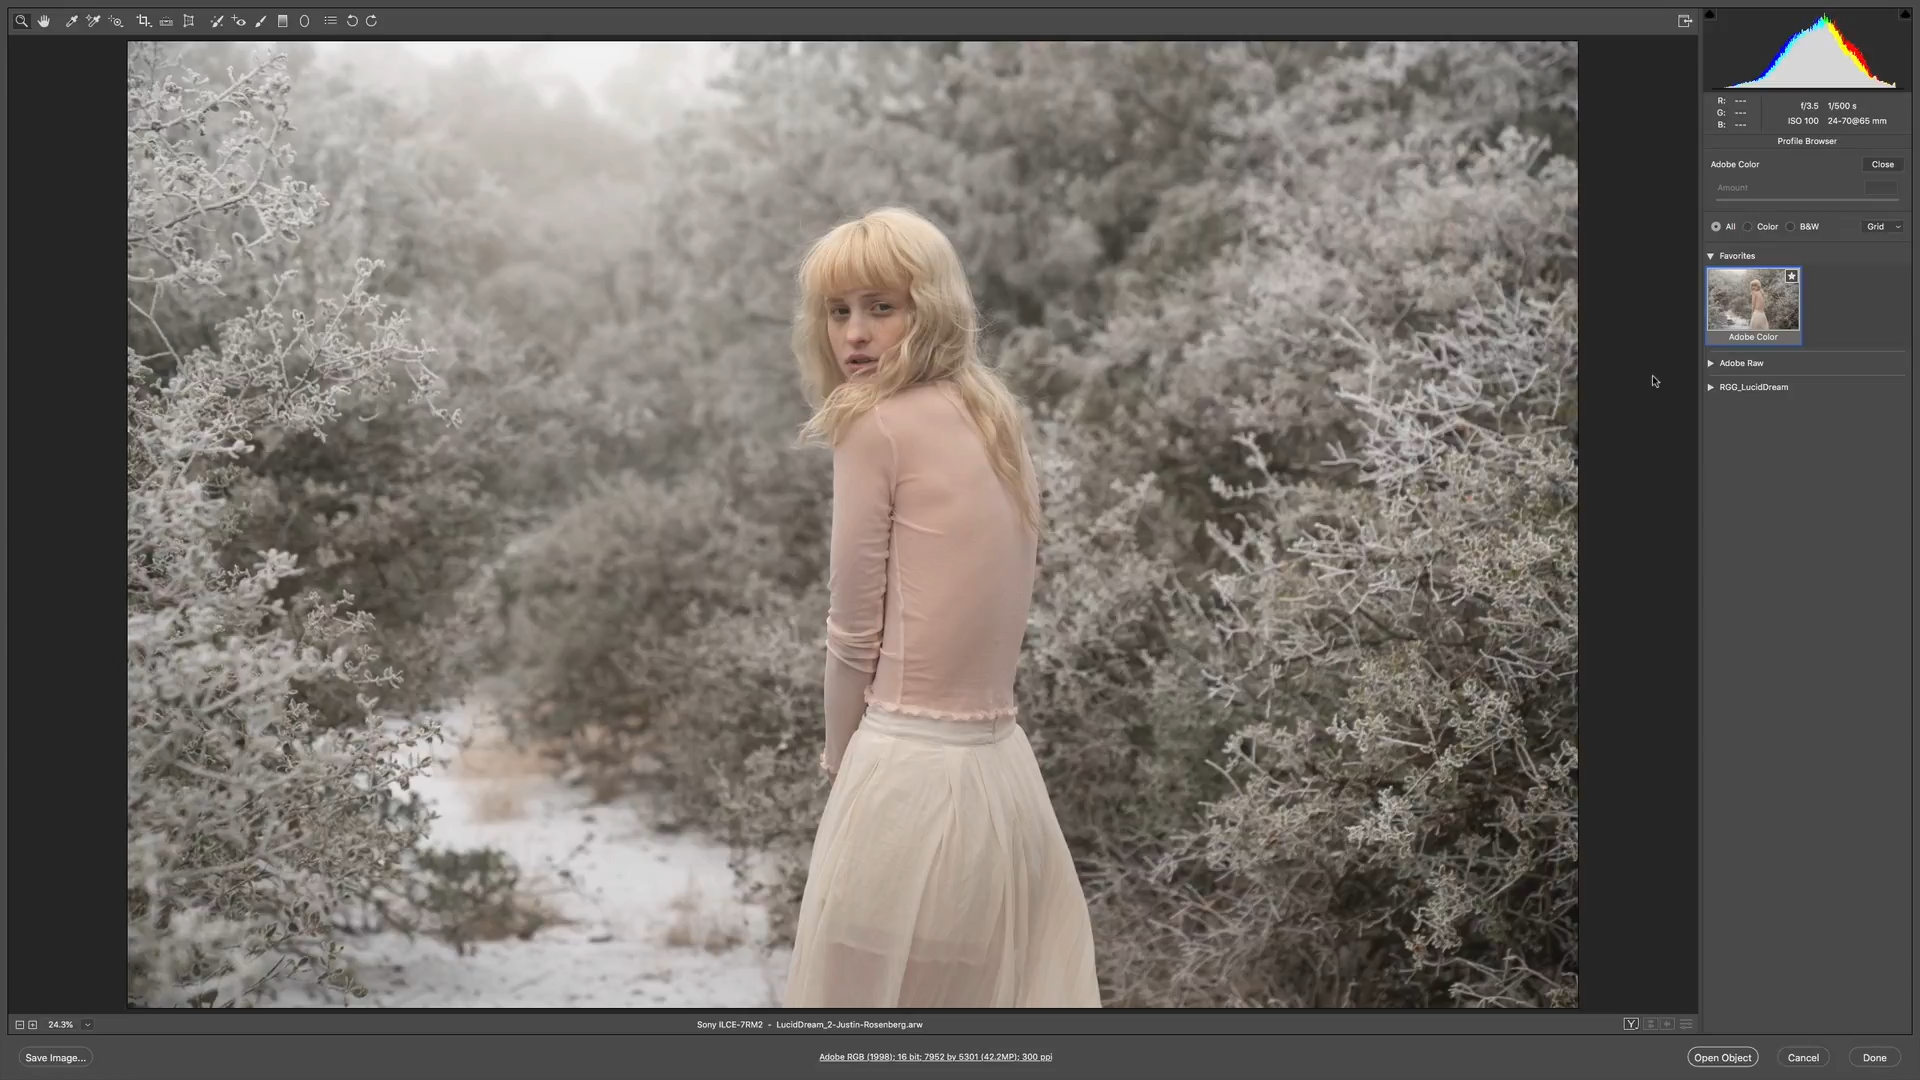 R: ---
G: ---
B: ---
f/3.5 1/500 s
ISO 100 24-70@65 mm
Profile Browser
Adobe Color
Close
Amount
All Color B&W Grid
Favorites
Adobe Color
Adobe Raw
RGG_LucidDream
24.3%
Sony ILCE-7RM2 - LucidDream_2-Justin-Rosenberg.arw
Y
Save Image...
Adobe RGB (1998); 16 bit; 7952 by 5301 (42.2MP); 300 ppi
Open Object
Cancel
Done